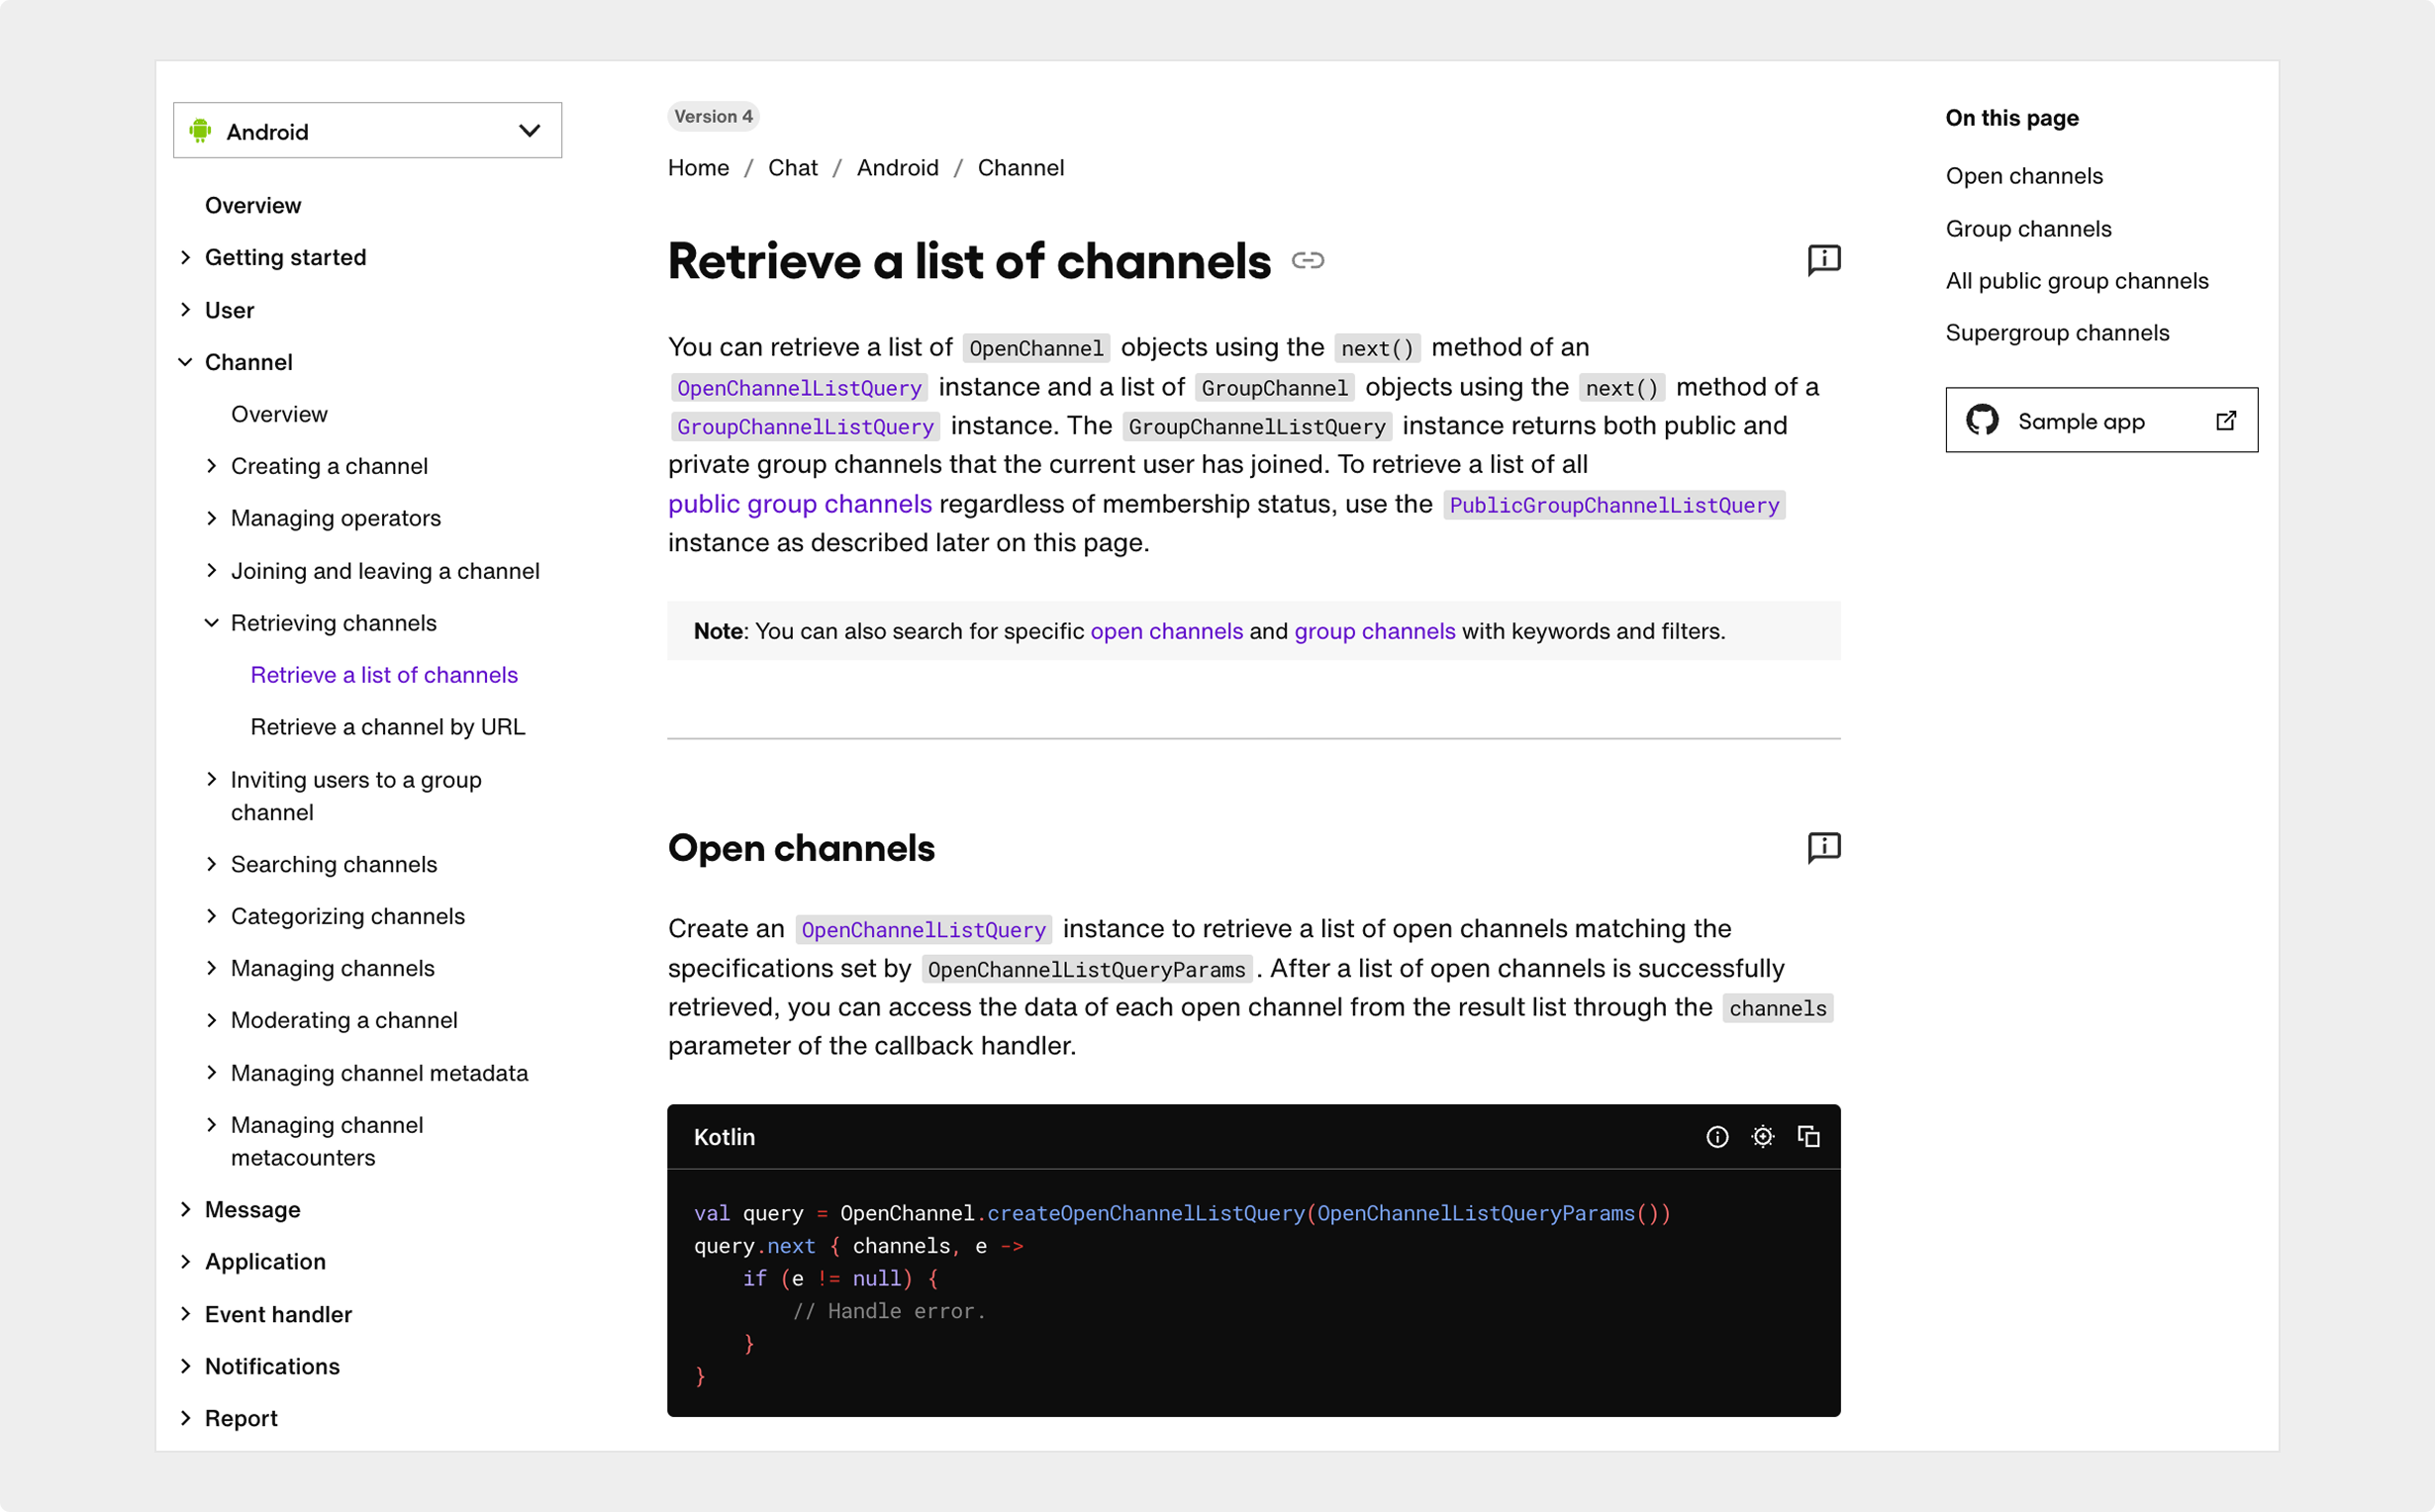 Android
Overview
Getting started
User
Channel
Overview
Creating a channel
Managing operators
Joining and leaving a channel
Retrieving channels
Retrieve a list of channels
Retrieve a channel by URL
Inviting users to a group
channel
Searching channels
Categorizing channels
Managing channels
Moderating a channel
Managing channel metadata
Managing channel
metacounters
Message
Application
Event handler
Notifications
Report
Version 4
Home / Chat / Android / Channel
Retrieve a list of channels
You can retrieve a list of OpenChannel objects using the next() method of an
OpenChannelListQuery instance and a list of GroupChannel objects using the next() method of a
GroupChannelListQuery instance. The GroupChannelListQuery instance returns both public and
private group channels that the current user has joined. To retrieve a list of all
public group channels regardless of membership status, use the PublicGroupChannelListQuery
instance as described later on this page.
Note: You can also search for specific open channels and group channels with keywords and filters.
Open channels
Create an OpenChannelListQuery instance to retrieve a list of open channels matching the
specifications set by OpenChannelListQueryParams. After a list of open channels is successfully
retrieved, you can access the data of each open channel from the result list through the channels
parameter of the callback handler.
Kotlin
val query = OpenChannel.createOpenChannelListQuery(OpenChannelListQueryParams())
query.next { channels, e ->
    if (e != null) {
        // Handle error.
    }
}
On this page
Open channels
Group channels
All public group channels
Supergroup channels
Sample app